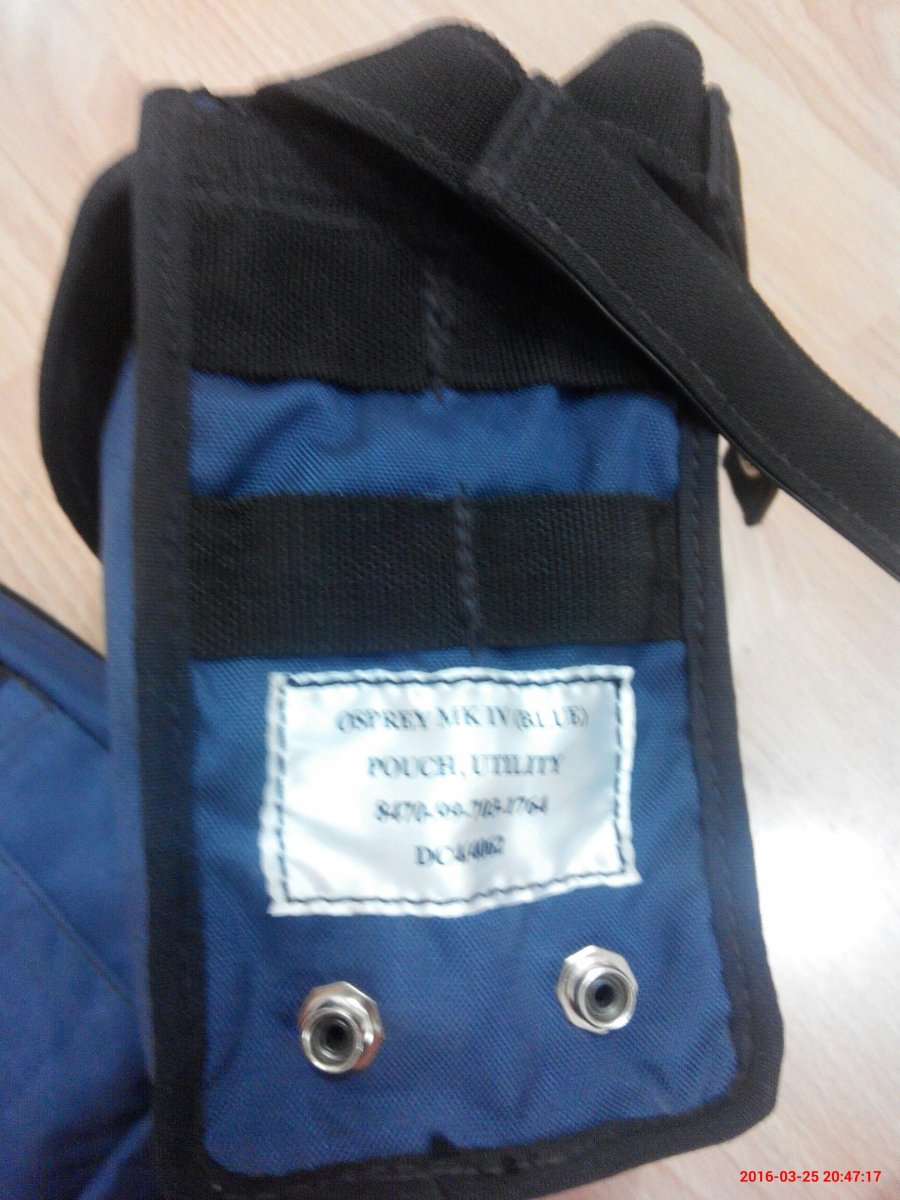 OSPREY MK IV (BLUE)
POUCH, UTILITY
8470-99-703-1764
2016-03-25 20:47:17